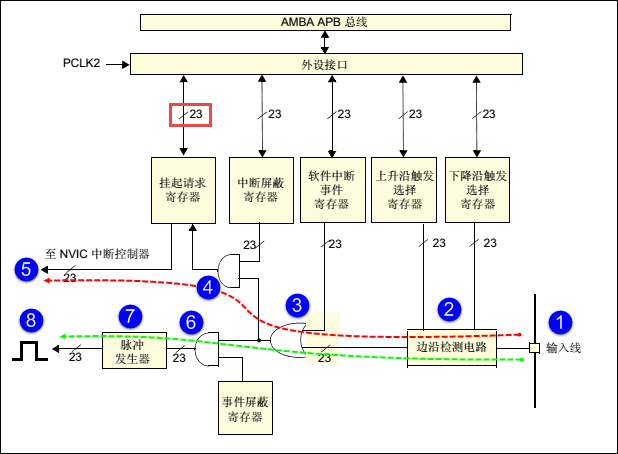 AMBA APB 总线
PCLK2
外设接口
23
23
23
23
23
挂起请求
寄存器
中断屏蔽
寄存器
软件中断
事件
寄存器
上升沿触发
选择
寄存器
下降沿触发
选择
寄存器
23
23
23
23
至 NVIC 中断控制器
5
23
4
3
2
1
8
7
6
脉冲
发生器
边沿检测电路
输入线
23
23
23
事件屏蔽
寄存器